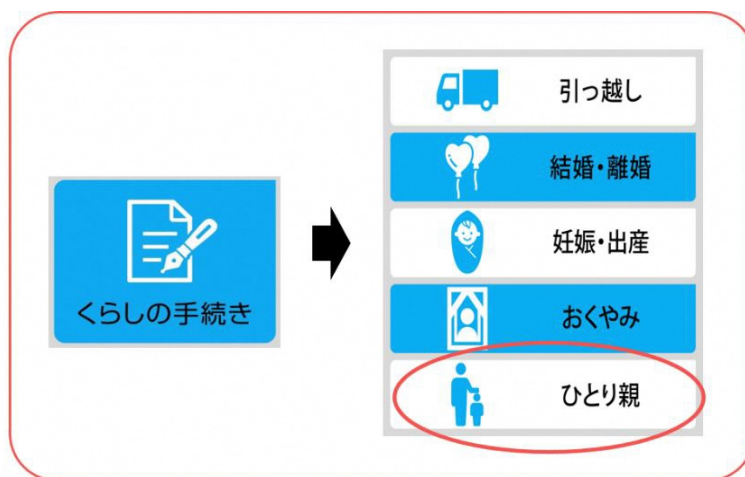 くらしの手続き
引っ越し
結婚・離婚
妊娠・出産
おくやみ
ひとり親